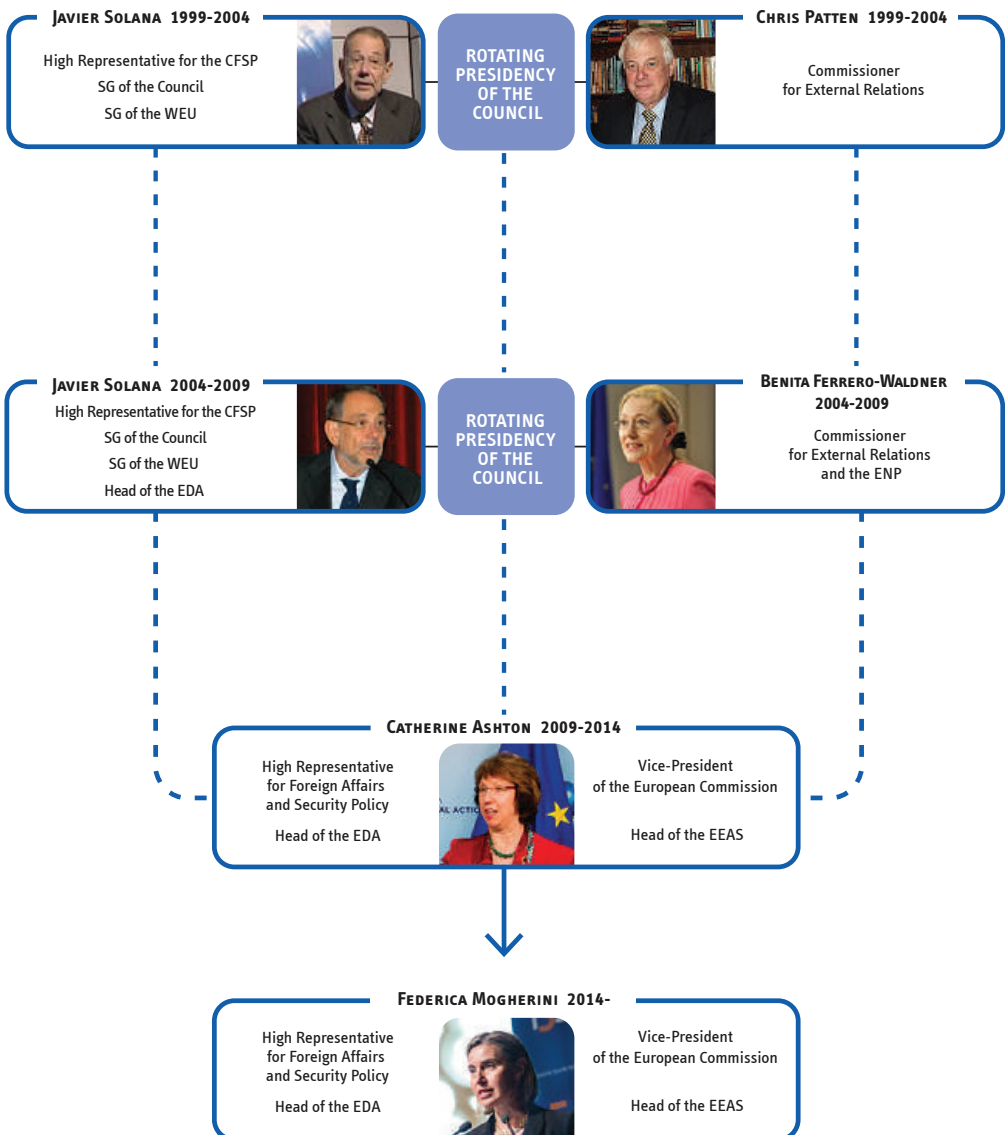 JAVIER SOLANA 1999-2004
High Representative for the CFSP
SG of the Council
SG of the WEU
ROTATING
PRESIDENCY
OF THE
COUNCIL
CHRIS PATTEN 1999-2004
Commissioner
for External Relations
JAVIER SOLANA 2004-2009
High Representative for the CFSP
SG of the Council
SG of the WEU
Head of the EDA
ROTATING
PRESIDENCY
OF THE
COUNCIL
BENITA FERRERO-WALDNER
2004-2009
Commissioner
for External Relations
and the ENP
CATHERINE ASHTON 2009-2014
High Representative
for Foreign Affairs
and Security Policy
Head of the EDA
AL ACTIO
Vice-President
of the European Commission
Head of the EEAS
FEDERICA MOGHERINI 2014-
High Representative
for Foreign Affairs
and Security Policy
Head of the EDA
Vice-President
of the European Commission
Head of the EEAS